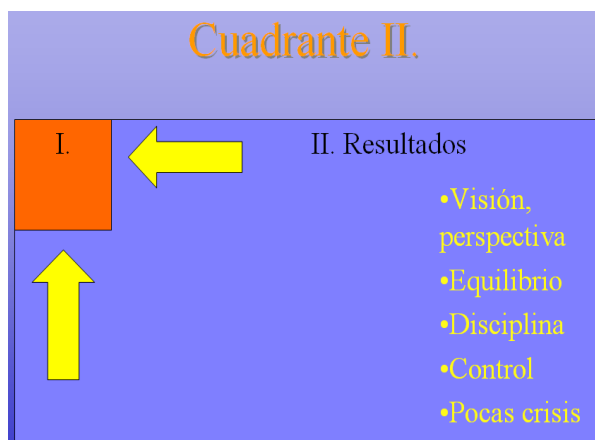 Cuadrante II.
I.
II. Resultados
•Visión,
perspectiva
•Equilibrio
•Disciplina
•Control
•Pocas crisis